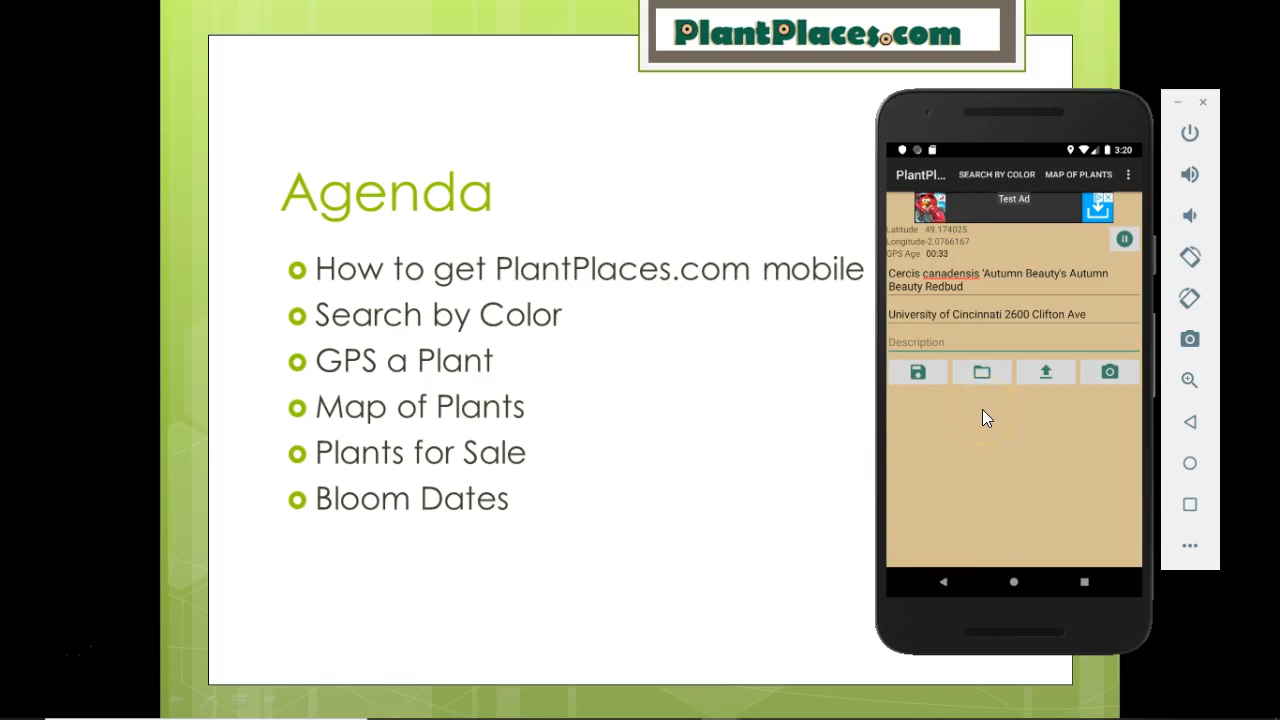 PlantPlaces.com
Agenda
How to get PlantPlaces.com mobile
Search by Color
GPS a Plant
Map of Plants
Plants for Sale
Bloom Dates
3:20
PlantPl... SEARCH BY COLOR MAP OF PLANTS
Test Ad
Latitude 49.174025
Longitude-2.0766167
GPS Age 00:33
Cercis canadensis 'Autumn Beauty's Autumn
Beauty Redbud
University of Cincinnati 2600 Clifton Ave
Description